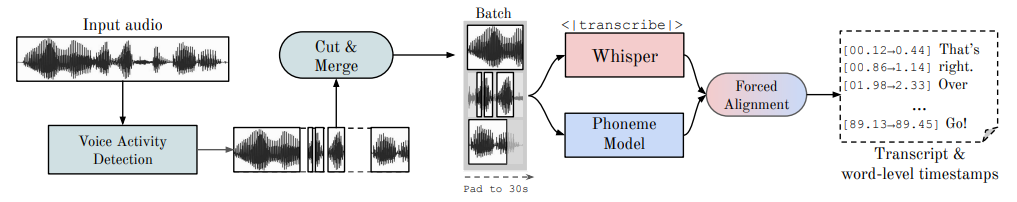 Input audio
Voice Activity
Detection
Cut &
Merge
Batch
Pad to 30s
<|transcribe|>
Whisper
Phoneme
Model
Forced
Alignment
[00.12→0.44] That's
[00.86→1.14] right.
[01.98→2.33] Over
...
[89.13→89.45] Go!
Transcript &
word-level timestamps